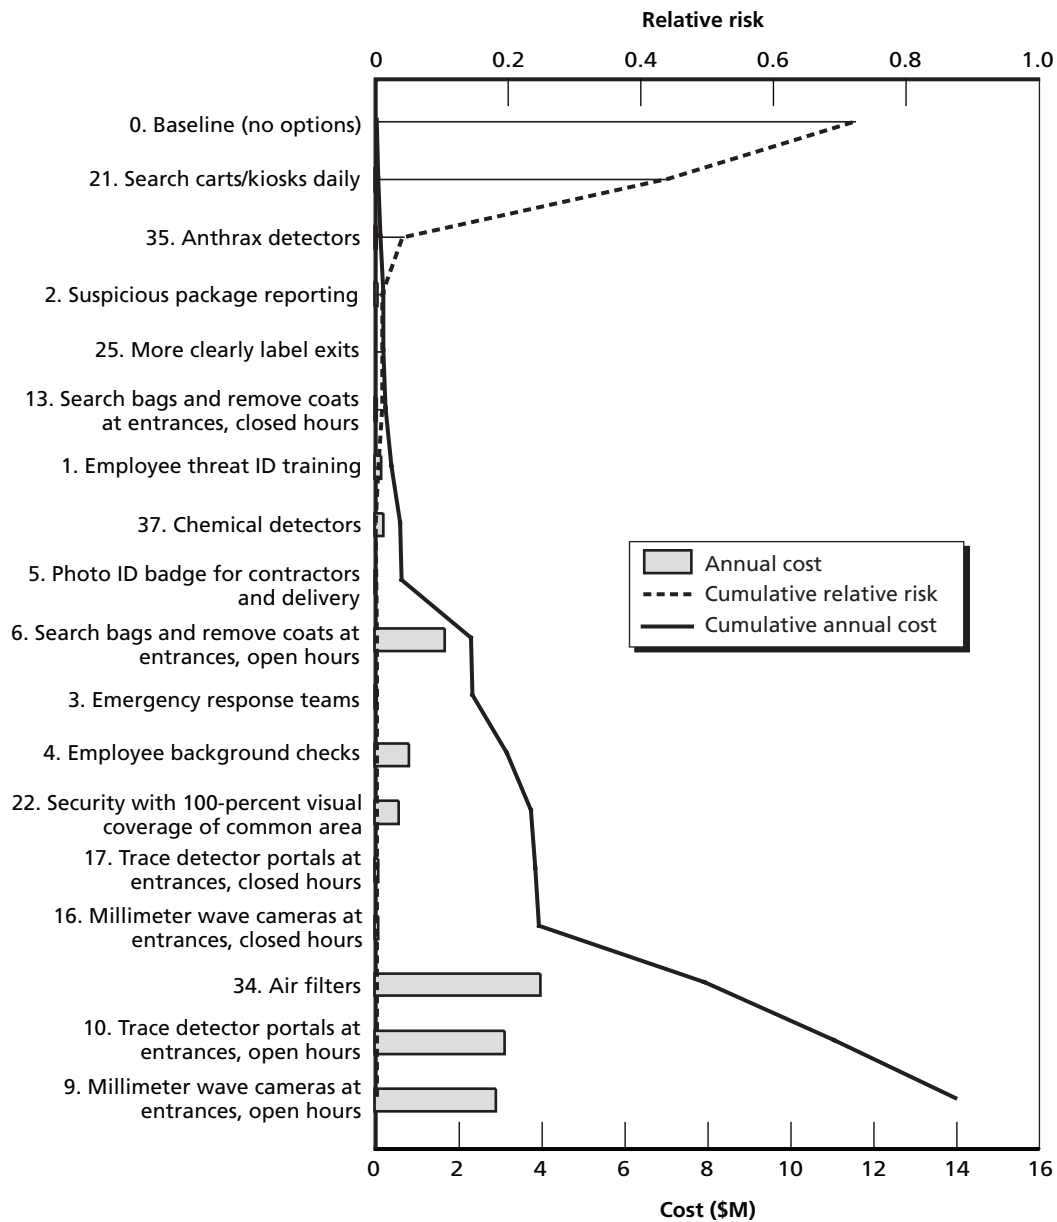 Relative risk
0 0.2 0.4 0.6 0.8 1.0
0. Baseline (no options)
21. Search carts/kiosks daily
35. Anthrax detectors
2. Suspicious package reporting
25. More clearly label exits
13. Search bags and remove coats
at entrances, closed hours
1. Employee threat ID training
37. Chemical detectors
5. Photo ID badge for contractors
and delivery
6. Search bags and remove coats at
entrances, open hours
3. Emergency response teams
4. Employee background checks
22. Security with 100-percent visual
coverage of common area
17. Trace detector portals at
entrances, closed hours
16. Millimeter wave cameras at
entrances, closed hours
34. Air filters
10. Trace detector portals at
entrances, open hours
9. Millimeter wave cameras at
entrances, open hours
Annual cost
Cumulative relative risk
Cumulative annual cost
0 2 4 6 8 10 12 14 16
Cost ($M)